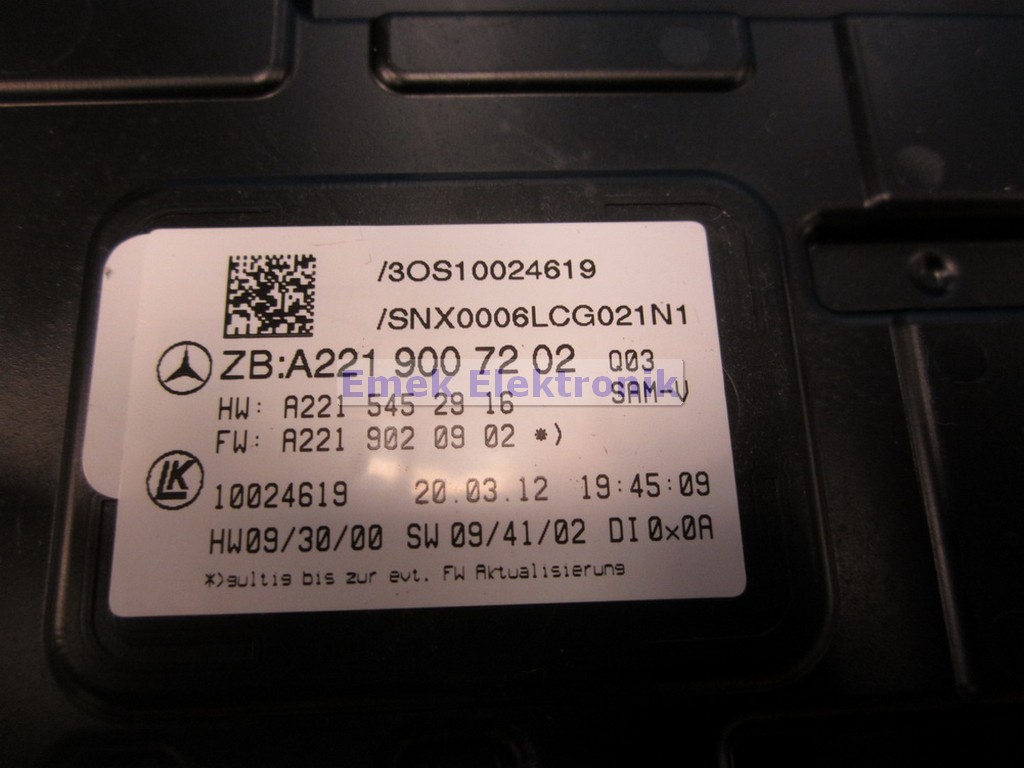 /3OS10024619
/SNX0006LCG021N1
ZB:A221 900 72 02 Q03
Emek Elektronik
SAM-V
HW: A221 545 29 16
FW: A221 902 09 02 *)
LK
10024619 20.03.12 19:45:09
HW09/30/00 SW 09/41/02 DI0x0A
*)gultig bis zur evt. FW Aktualisierung